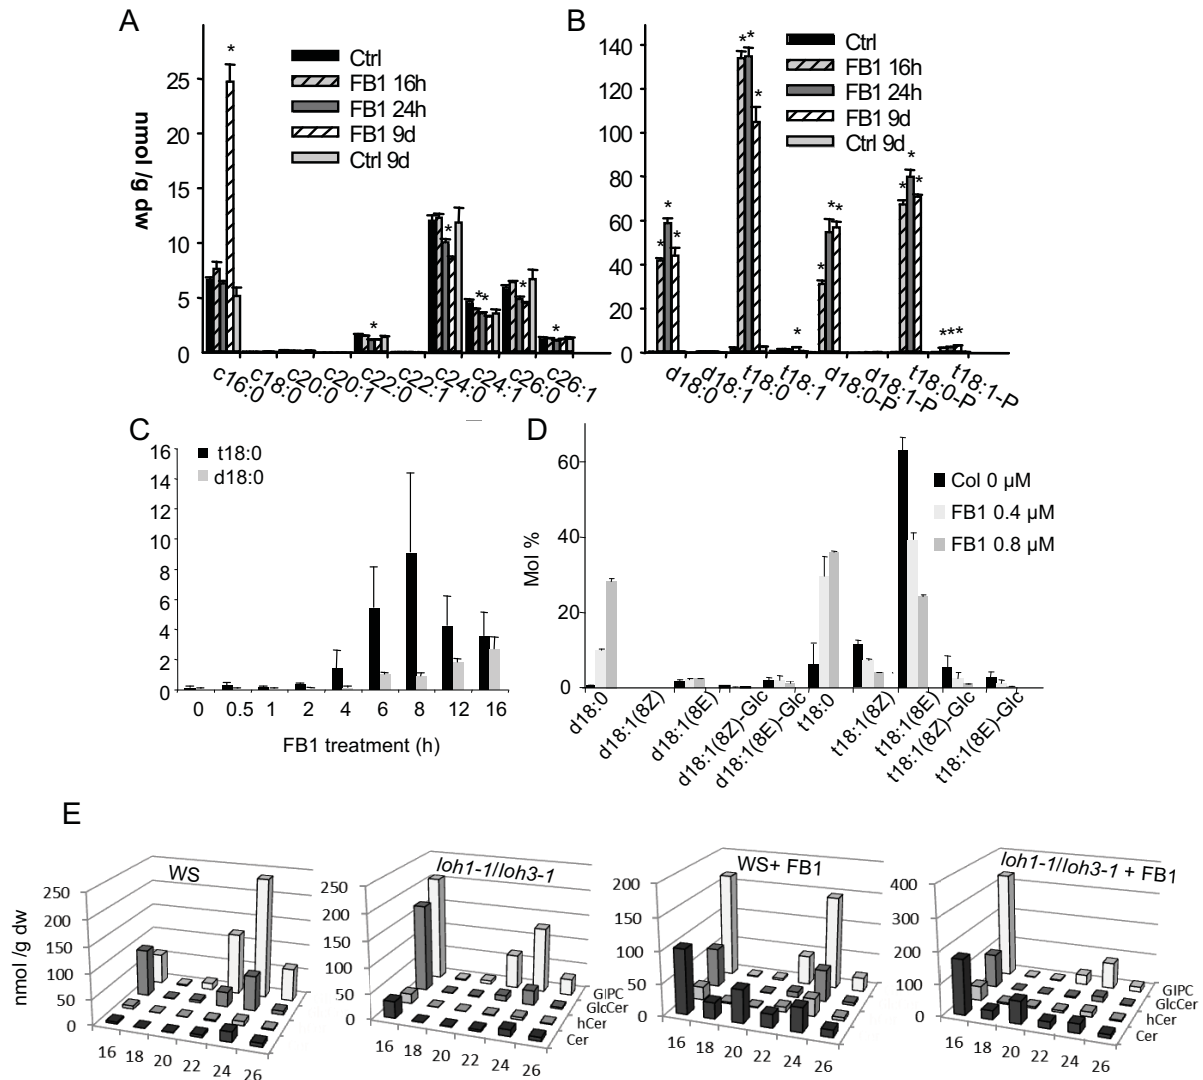 A
B
nmol /g dw
25
20
15
10
5
0
Ctrl
FB1 16h
FB1 24h
FB1 9d
Ctrl 9d
*
*
*
* *
*
*
c16:0
c18:0
c20:0
c20:1
c22:0
c22:1
c24:0
c24:1
c26:0
c26:1
140
120
100
80
60
40
20
0
Ctrl
FB1 16h
FB1 24h
FB1 9d
Ctrl 9d
* * *
* * *
*
* * *
* * *
* * *
d18:0
d18:1
t18:0
t18:1
d18:0-P
d18:1-P
t18:0-P
t18:1-P
C
16
14
12
10
8
6
4
2
0
t18:0
d18:0
0 0.5 1 2 4 6 8 12 16
FB1 treatment (h)
D
Mol %
60
40
20
0
Col 0 µM
FB1 0.4 µM
FB1 0.8 µM
d18:0
d18:1(8Z)
d18:1(8E)
d18:1(8Z)-Glc
d18:1(8E)-Glc
t18:0
t18:1(8Z)
t18:1(8E)
t18:1(8Z)-Glc
t18:1(8E)-Glc
E
nmol /g dw
WS
250
200
150
100
50
0
16 18 20 22 24 26
loh1-1/loh3-1
250
200
150
100
50
0
16 18 20 22 24 26
GIPC
GlcCer
hCer
Cer
WS+ FB1
200
150
100
50
0
16 18 20 22 24 26
loh1-1/loh3-1 + FB1
400
300
200
100
0
16 18 20 22 24 26
GIPC
GlcCer
hCer
Cer